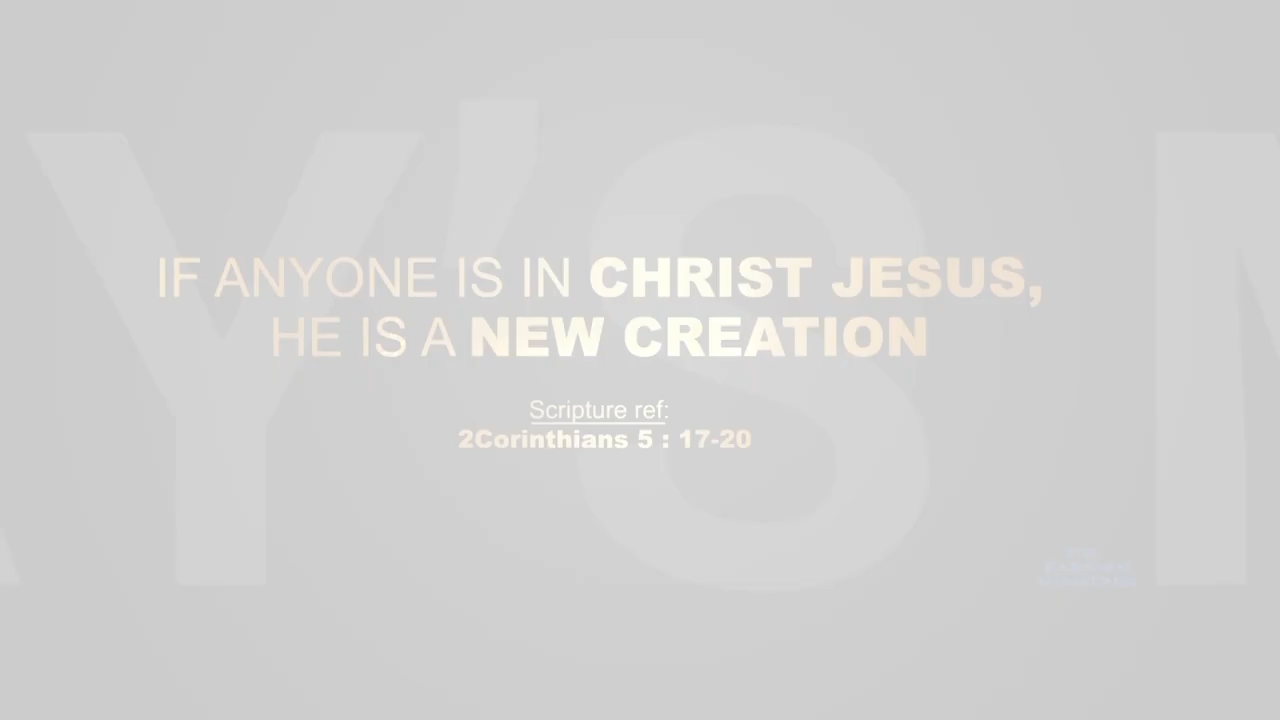 Y'S
IF ANYONE IS IN CHRIST JESUS,
HE IS A NEW CREATION
Scripture ref:
2Corinthians 5 : 17-20